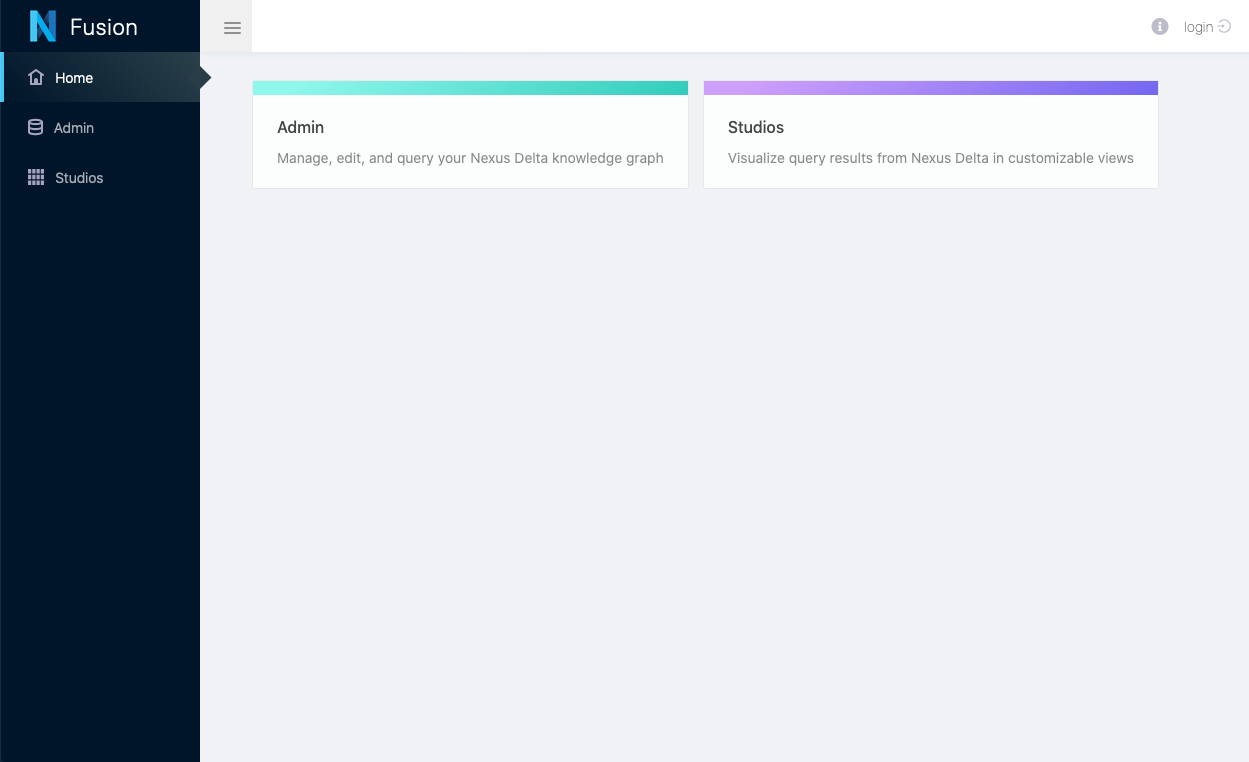 Fusion
login
Home
Admin
Studios
Admin
Manage, edit, and query your Nexus Delta knowledge graph
Studios
Visualize query results from Nexus Delta in customizable views